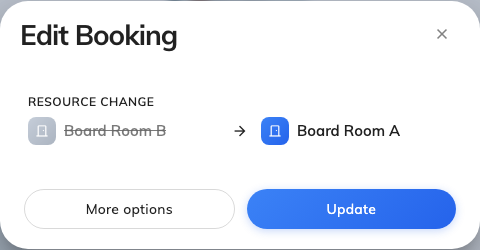 Edit Booking
RESOURCE CHANGE
Board Room B → Board Room A
More options
Update